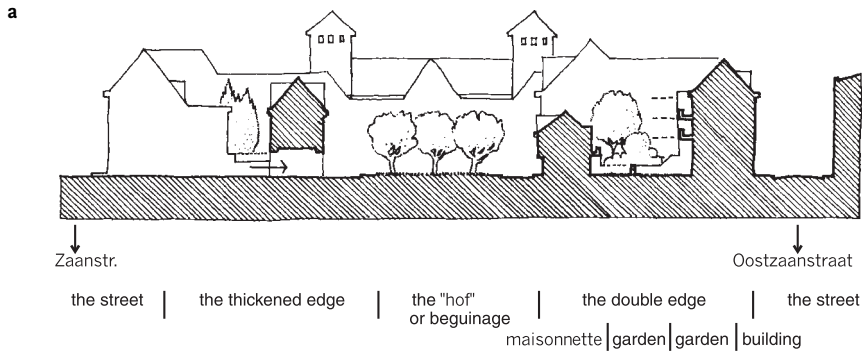 a
Zaanstr.
Oostzaanstraat
the street | the thickened edge | the "hof" | the double edge | the street
or beguinage
maisonnette | garden | garden | building